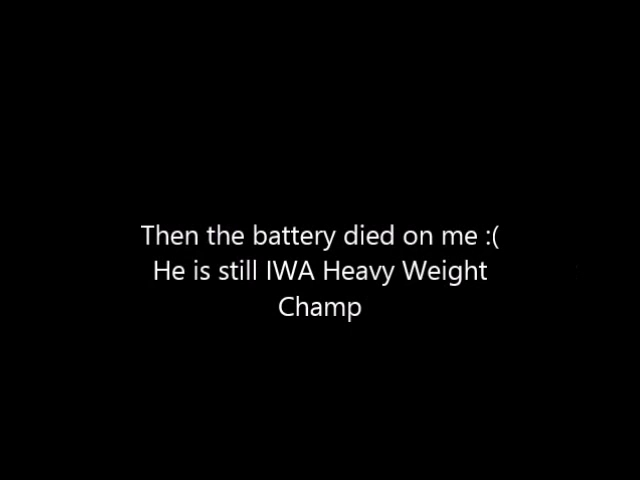 Then the battery died on me :(
He is still IWA Heavy Weight
Champ